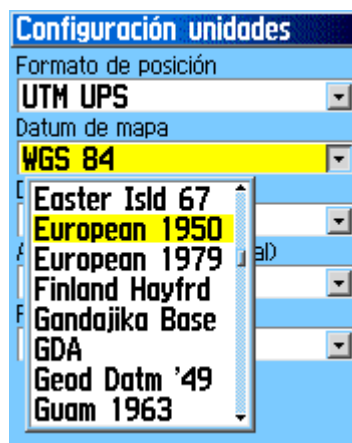 Configuración unidades
Formato de posición
UTM UPS
Datum de mapa
WGS 84
Easter Isld 67
European 1950
European 1979
al)
Finland Hayfrd
Gandajika Base
GDA
Geod Datm '49
Guam 1963